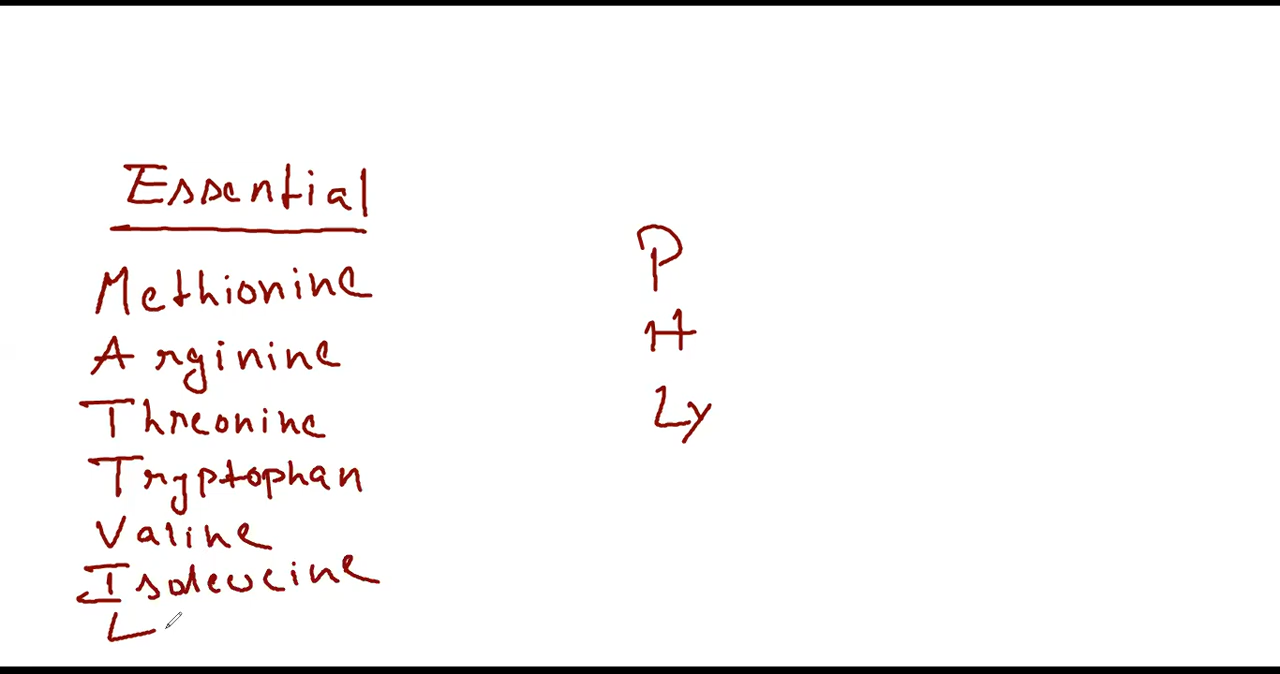 Essential
Methionine
Arginine
Threonine
Tryptophan
Valine
Isoleucine
L
P
H
Ly